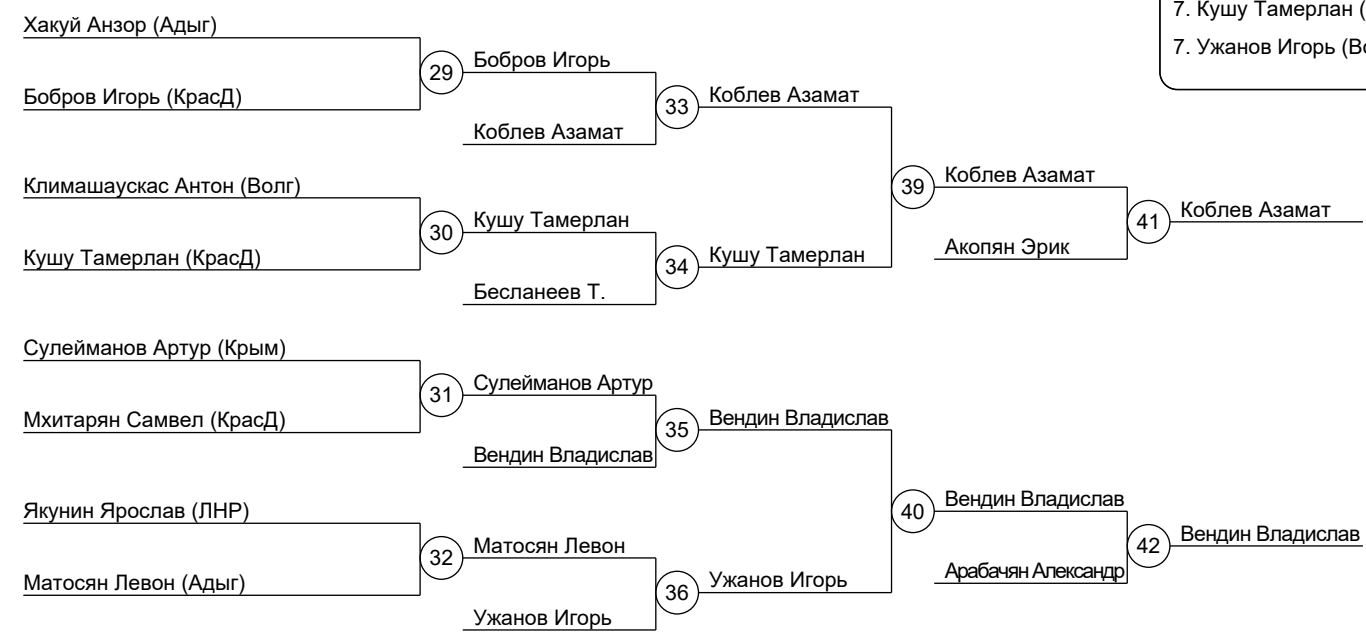 7. Кушу Тамерлан (
7. Ужанов Игорь (Во
Хакуй Анзор (Адыг)
29
Бобров Игорь
Бобров Игорь (КрасД)
33
Коблев Азамат
Коблев Азамат
Климашаускас Антон (Волг)
39
Коблев Азамат
30
Кушу Тамерлан
41
Коблев Азамат
Кушу Тамерлан (КрасД)
34
Кушу Тамерлан
Акопян Эрик
Бесланеев Т.
Сулейманов Артур (Крым)
31
Сулейманов Артур
Мхитарян Самвел (КрасД)
35
Вендин Владислав
Вендин Владислав
Якунин Ярослав (ЛНР)
40
Вендин Владислав
32
Матосян Левон
42
Вендин Владислав
Матосян Левон (Адыг)
36
Ужанов Игорь
Арабачян Александр
Ужанов Игорь